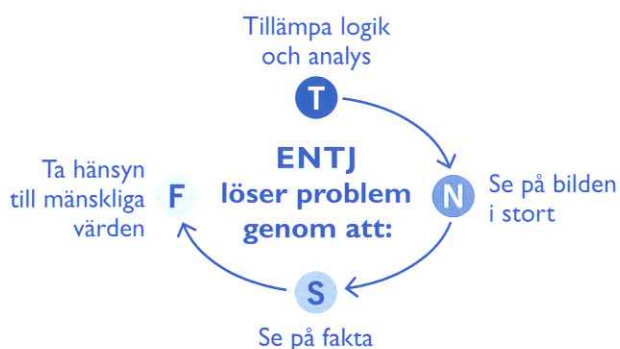 Tillämpa logik
och analys
T
ENTJ
löser problem
genom att:
N
Se på bilden
i stort
S
Se på fakta
F
Ta hänsyn
till mänskliga
värden